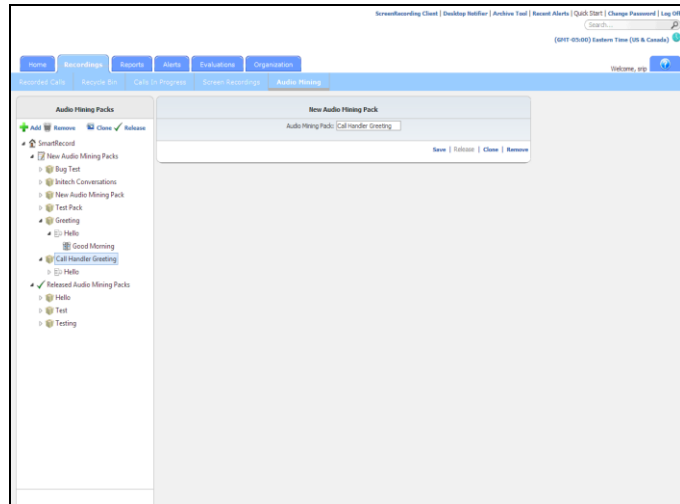 ScreenRecording Client | Desktop Notifier | Archive Tool | Recent Alerts | Quick Start | Change Password | Log Off
Search...
(GMT-05:00) Eastern Time (US & Canada)
Home Recordings Reports Alerts Evaluations Organization
Welcome, wrp
Recorded Calls Recycle Bin Calls In Progress Screen Recordings Audio Mining
Audio Mining Packs
Add Remove Clone Release
SmartRecord
New Audio Mining Packs
Bug Test
Initech Conversations
New Audio Mining Pack
Test Pack
Greeting
Hello
Good Morning
Call Handler Greeting
Hello
Released Audio Mining Packs
Hello
Test
Testing
New Audio Mining Pack
Audio Mining Pack: Call Handler Greeting
Save | Release | Clone | Remove